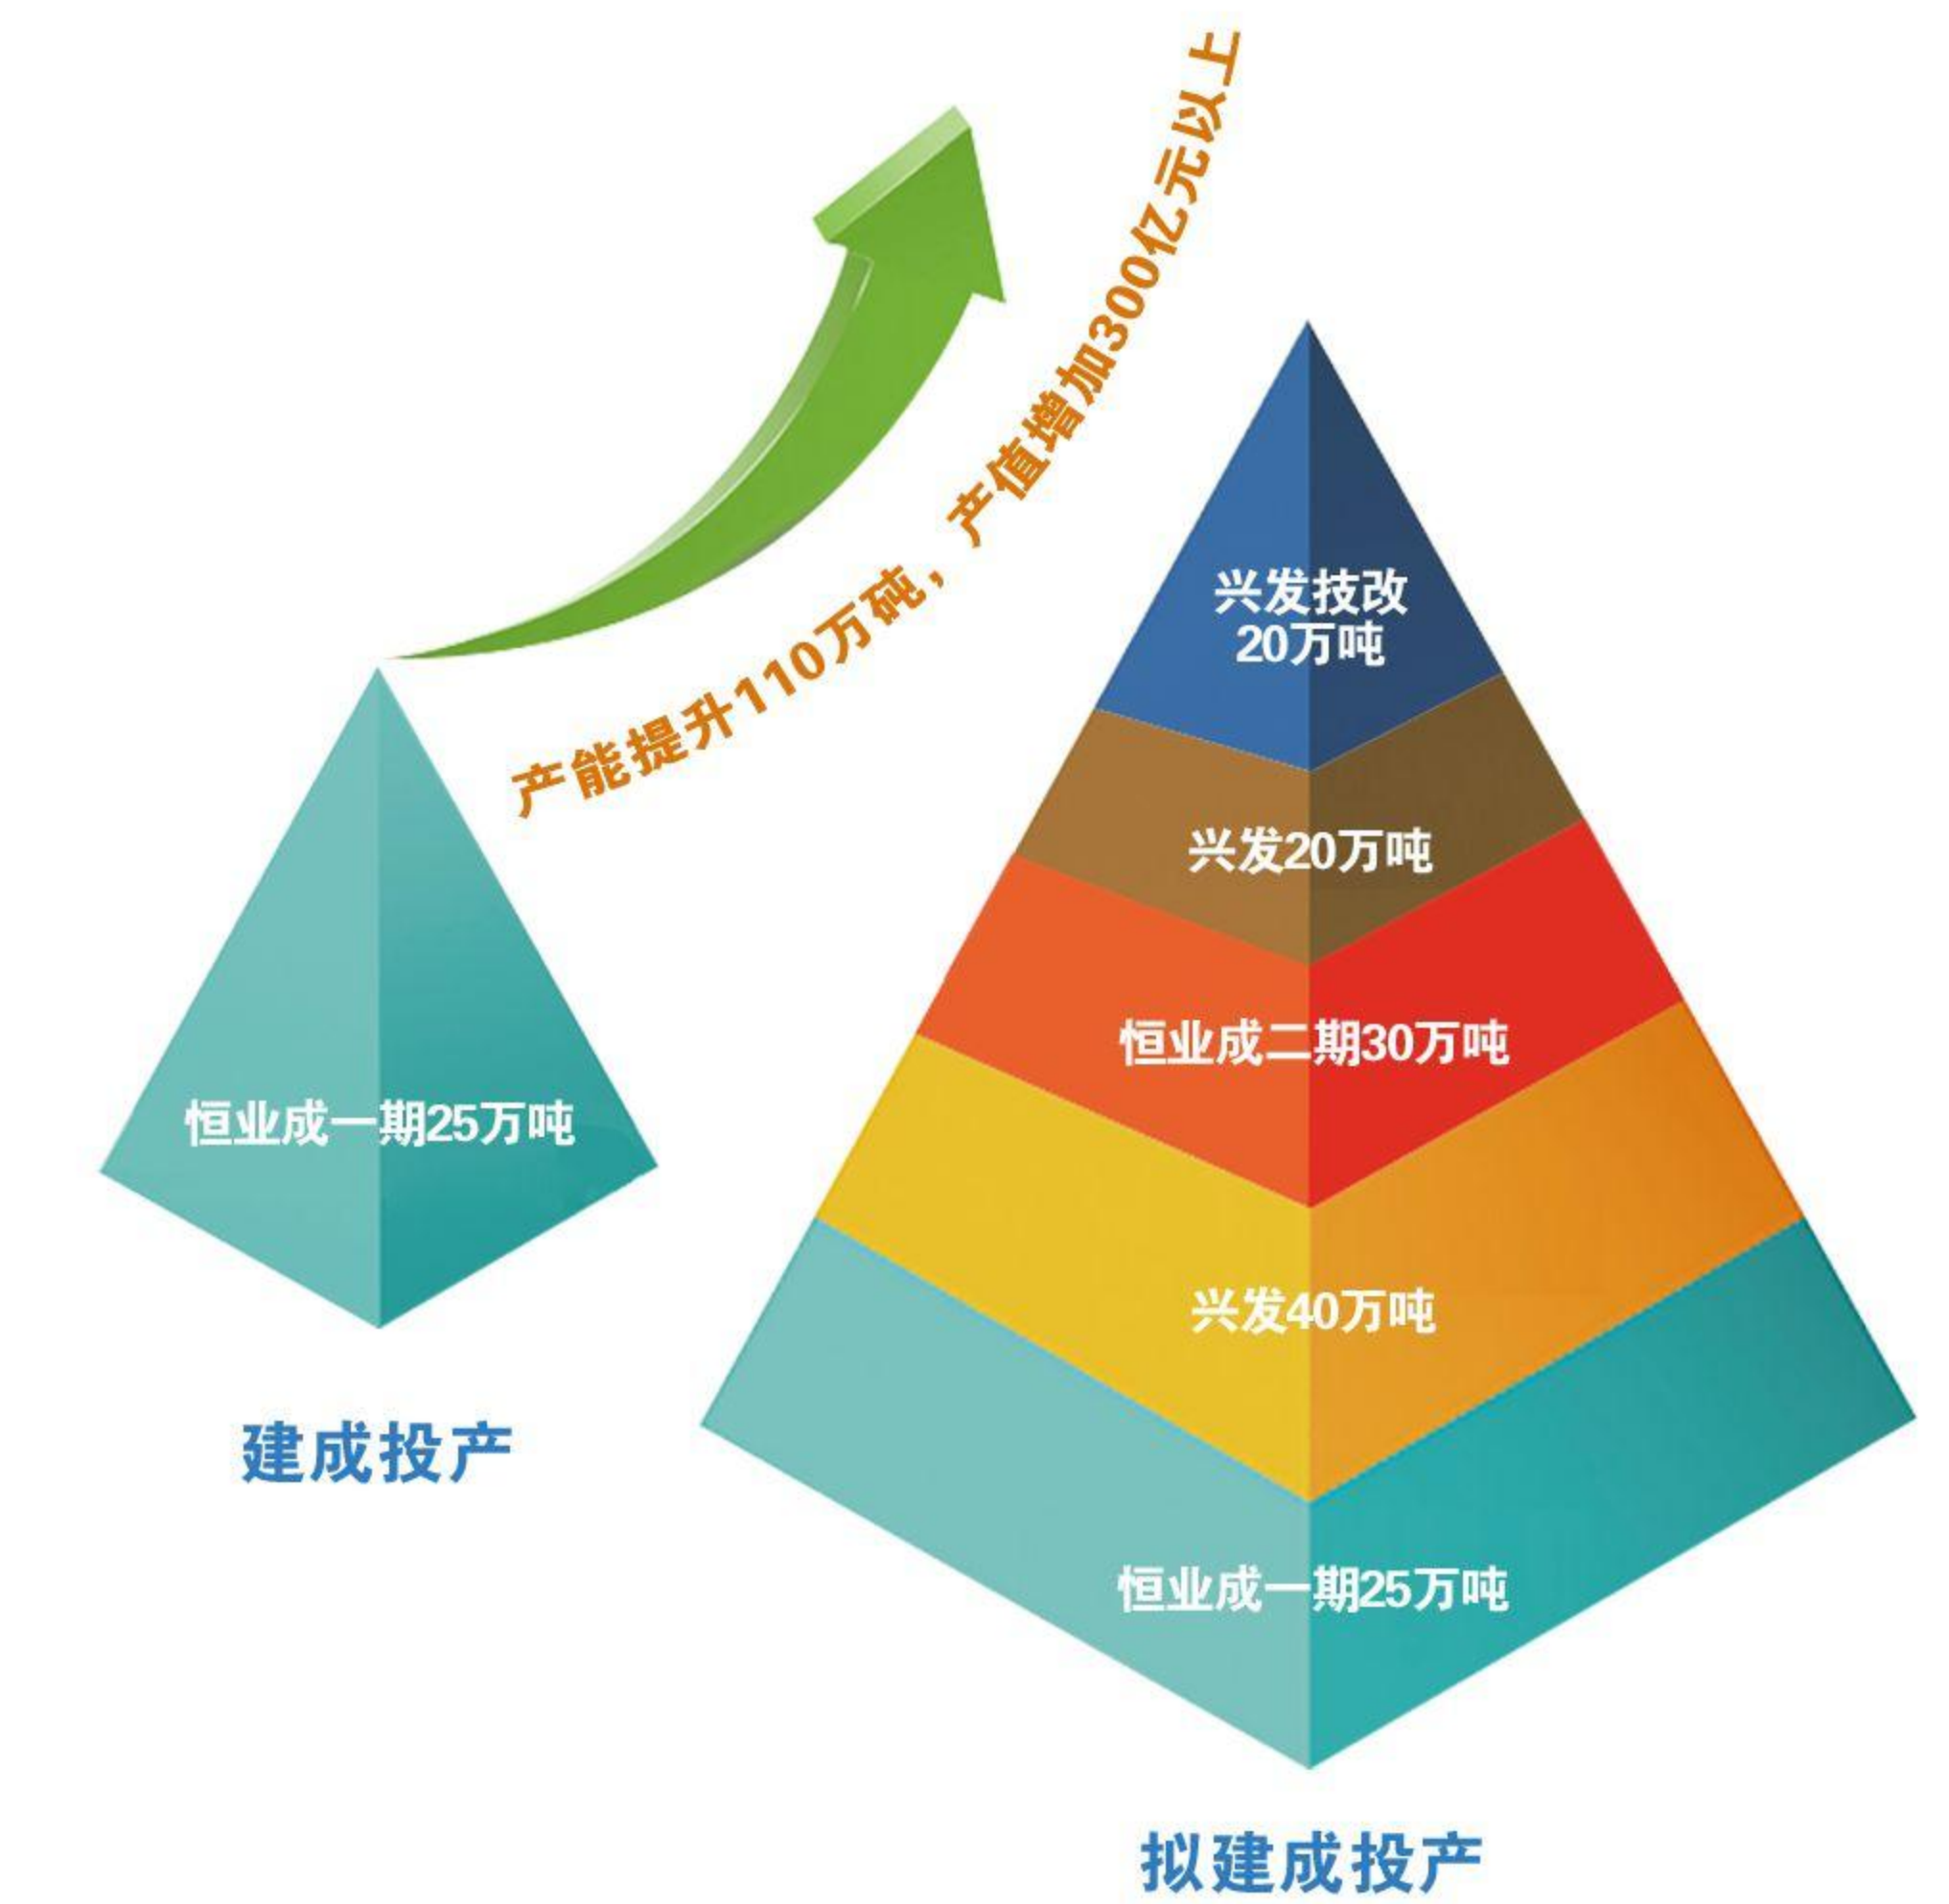 产能提升110万砘，产值增加300亿元以上
恒业成一期25万吨
建成投产
兴发技改
20万吨
兴发20万吨
恒业成二期30万吨
兴发40万吨
恒业成一期25万吨
拟建成投产